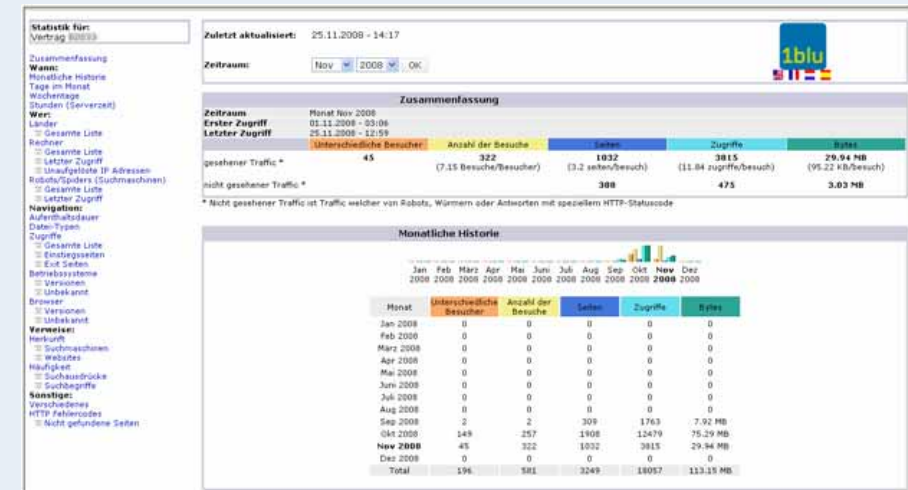 Statistik für:
Vertrag
Zusammenfassung
Wann:
Monatliche Historie
Tage im Monat
Wochentage
Stunden (Serverzeit)
Wer:
Länder
Gesamte Liste
Rechner
Gesamte Liste
Letzter Zugriff
Unaufgelöste IP Adressen
Robots/Spiders (Suchmaschinen)
Gesamte Liste
Letzter Zugriff
Navigation:
Aufenthaltsdauer
Datei-Typen
Zugriffe
Gesamte Liste
Einstiegsseiten
Exit Seiten
Betriebssysteme
Versionen
Unbekannt
Browser
Versionen
Unbekannt
Verweise:
Herkunft
Suchmaschinen
Websites
Häufigkeit
Suchausdrücke
Suchbegriffe
Sonstige:
Verschiedenes
HTTP Fehlercodes
Nicht gefundene Seiten
Zuletzt aktualisiert: 25.11.2008 - 14:17
Zeitraum: Nov 2008 OK
1blu
Zusammenfassung
Zeitraum Monat Nov 2008
Erster Zugriff 01.11.2008 - 03:06
Letzter Zugriff 25.11.2008 - 12:59
Unterschiedliche Besucher Anzahl der Besuche Seiten Zugriffe Bytes
gesehener Traffic * 45 322 1032 3815 29.94 MB
(7.15 Besuche/Besucher) (3.2 seiten/besuch) (11.84 zugriffe/besuch) (95.22 KB/besuch)
nicht gesehener Traffic * 388 475 3.03 MB
* Nicht gesehener Traffic ist Traffic welcher von Robots, Würmern oder Antworten mit speziellem HTTP-Statuscode
Monatliche Historie
Jan Feb März Apr Mai Juni Juli Aug Sep Okt Nov Dez
2008 2008 2008 2008 2008 2008 2008 2008 2008 2008 2008 2008
Monat Unterschiedliche Besucher Anzahl der Besuche Seiten Zugriffe Bytes
Jan 2008 0 0 0 0 0
Feb 2008 0 0 0 0 0
März 2008 0 0 0 0 0
Apr 2008 0 0 0 0 0
Mai 2008 0 0 0 0 0
Juni 2008 0 0 0 0 0
Juli 2008 0 0 0 0 0
Aug 2008 0 0 0 0 0
Sep 2008 2 2 309 1763 7.92 MB
Okt 2008 149 257 1908 12479 75.29 MB
Nov 2008 45 322 1032 3815 29.94 MB
Dez 2008 0 0 0 0 0
Total 196 581 3249 18057 113.15 MB